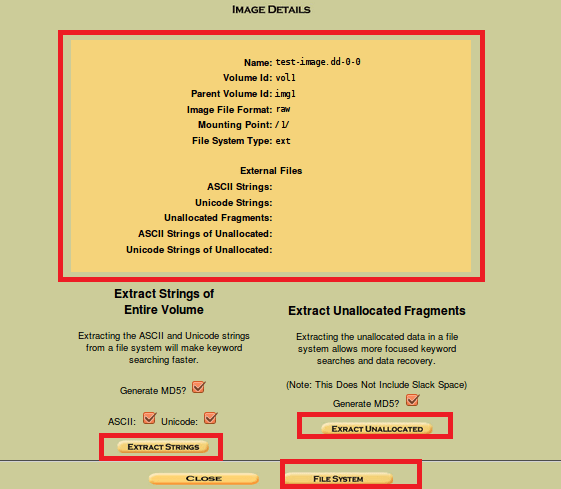 IMAGE DETAILS
Name: test-image.dd-0-0
Volume Id: vol1
Parent Volume Id: img1
Image File Format: raw
Mounting Point: /1/
File System Type: ext
External Files
ASCII Strings:
Unicode Strings:
Unallocated Fragments:
ASCII Strings of Unallocated:
Unicode Strings of Unallocated:
Extract Strings of
Entire Volume
Extracting the ASCII and Unicode strings
from a file system will make keyword
searching faster.
Generate MD5?
ASCII: Unicode:
EXTRACT STRINGS
Extract Unallocated Fragments
Extracting the unallocated data in a file
system allows more focused keyword
searches and data recovery.
(Note: This Does Not Include Slack Space)
Generate MD5?
EXRACT UNALLOCATED
CLOSE
FILE SYSTEM